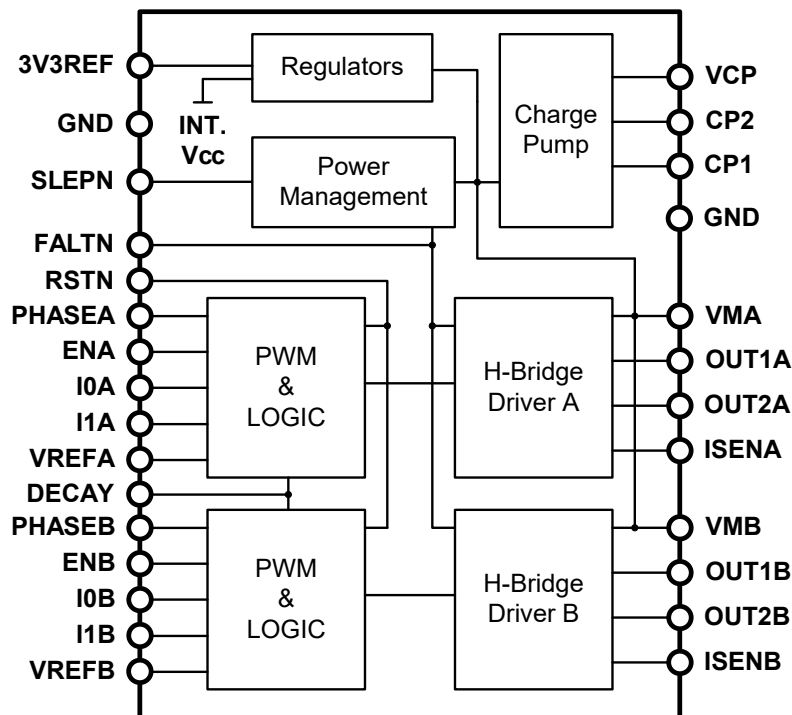 3V3REF
GND
SLEPN
FALTN
RSTN
PHASEA
ENA
I0A
I1A
VREFA
DECAY
PHASEB
ENB
I0B
I1B
VREFB
Regulators
INT.
Vcc
Power
Management
Charge
Pump
PWM
&
LOGIC
H-Bridge
Driver A
PWM
&
LOGIC
H-Bridge
Driver B
VCP
CP2
CP1
GND
VMA
OUT1A
OUT2A
ISENA
VMB
OUT1B
OUT2B
ISENB